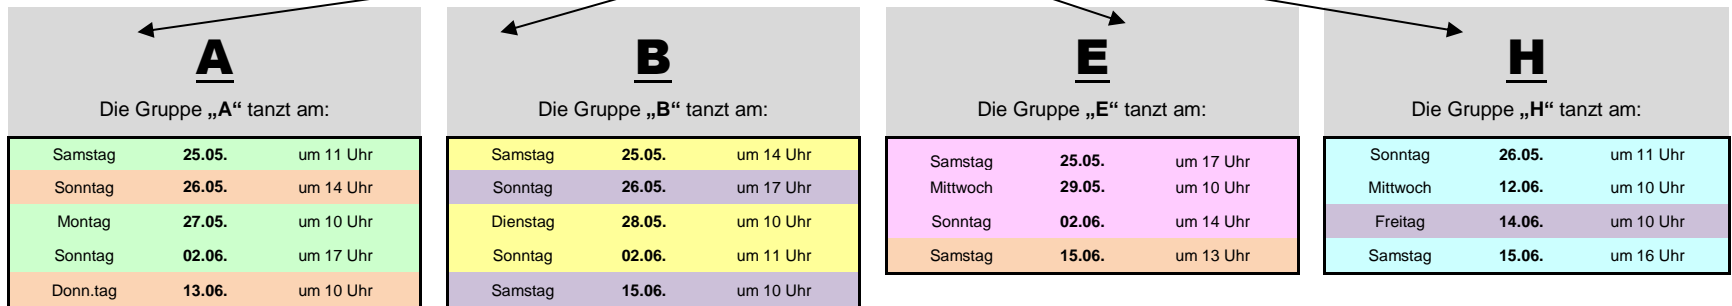 A
Die Gruppe „A“ tanzt am:
Samstag 25.05. um 11 Uhr
Sonntag 26.05. um 14 Uhr
Montag 27.05. um 10 Uhr
Sonntag 02.06. um 17 Uhr
Donn.tag 13.06. um 10 Uhr
B
Die Gruppe „B“ tanzt am:
Samstag 25.05. um 14 Uhr
Sonntag 26.05. um 17 Uhr
Dienstag 28.05. um 10 Uhr
Sonntag 02.06. um 11 Uhr
Samstag 15.06. um 10 Uhr
E
Die Gruppe „E“ tanzt am:
Samstag 25.05. um 17 Uhr
Mittwoch 29.05. um 10 Uhr
Sonntag 02.06. um 14 Uhr
Samstag 15.06. um 13 Uhr
H
Die Gruppe „H“ tanzt am:
Sonntag 26.05. um 11 Uhr
Mittwoch 12.06. um 10 Uhr
Freitag 14.06. um 10 Uhr
Samstag 15.06. um 16 Uhr